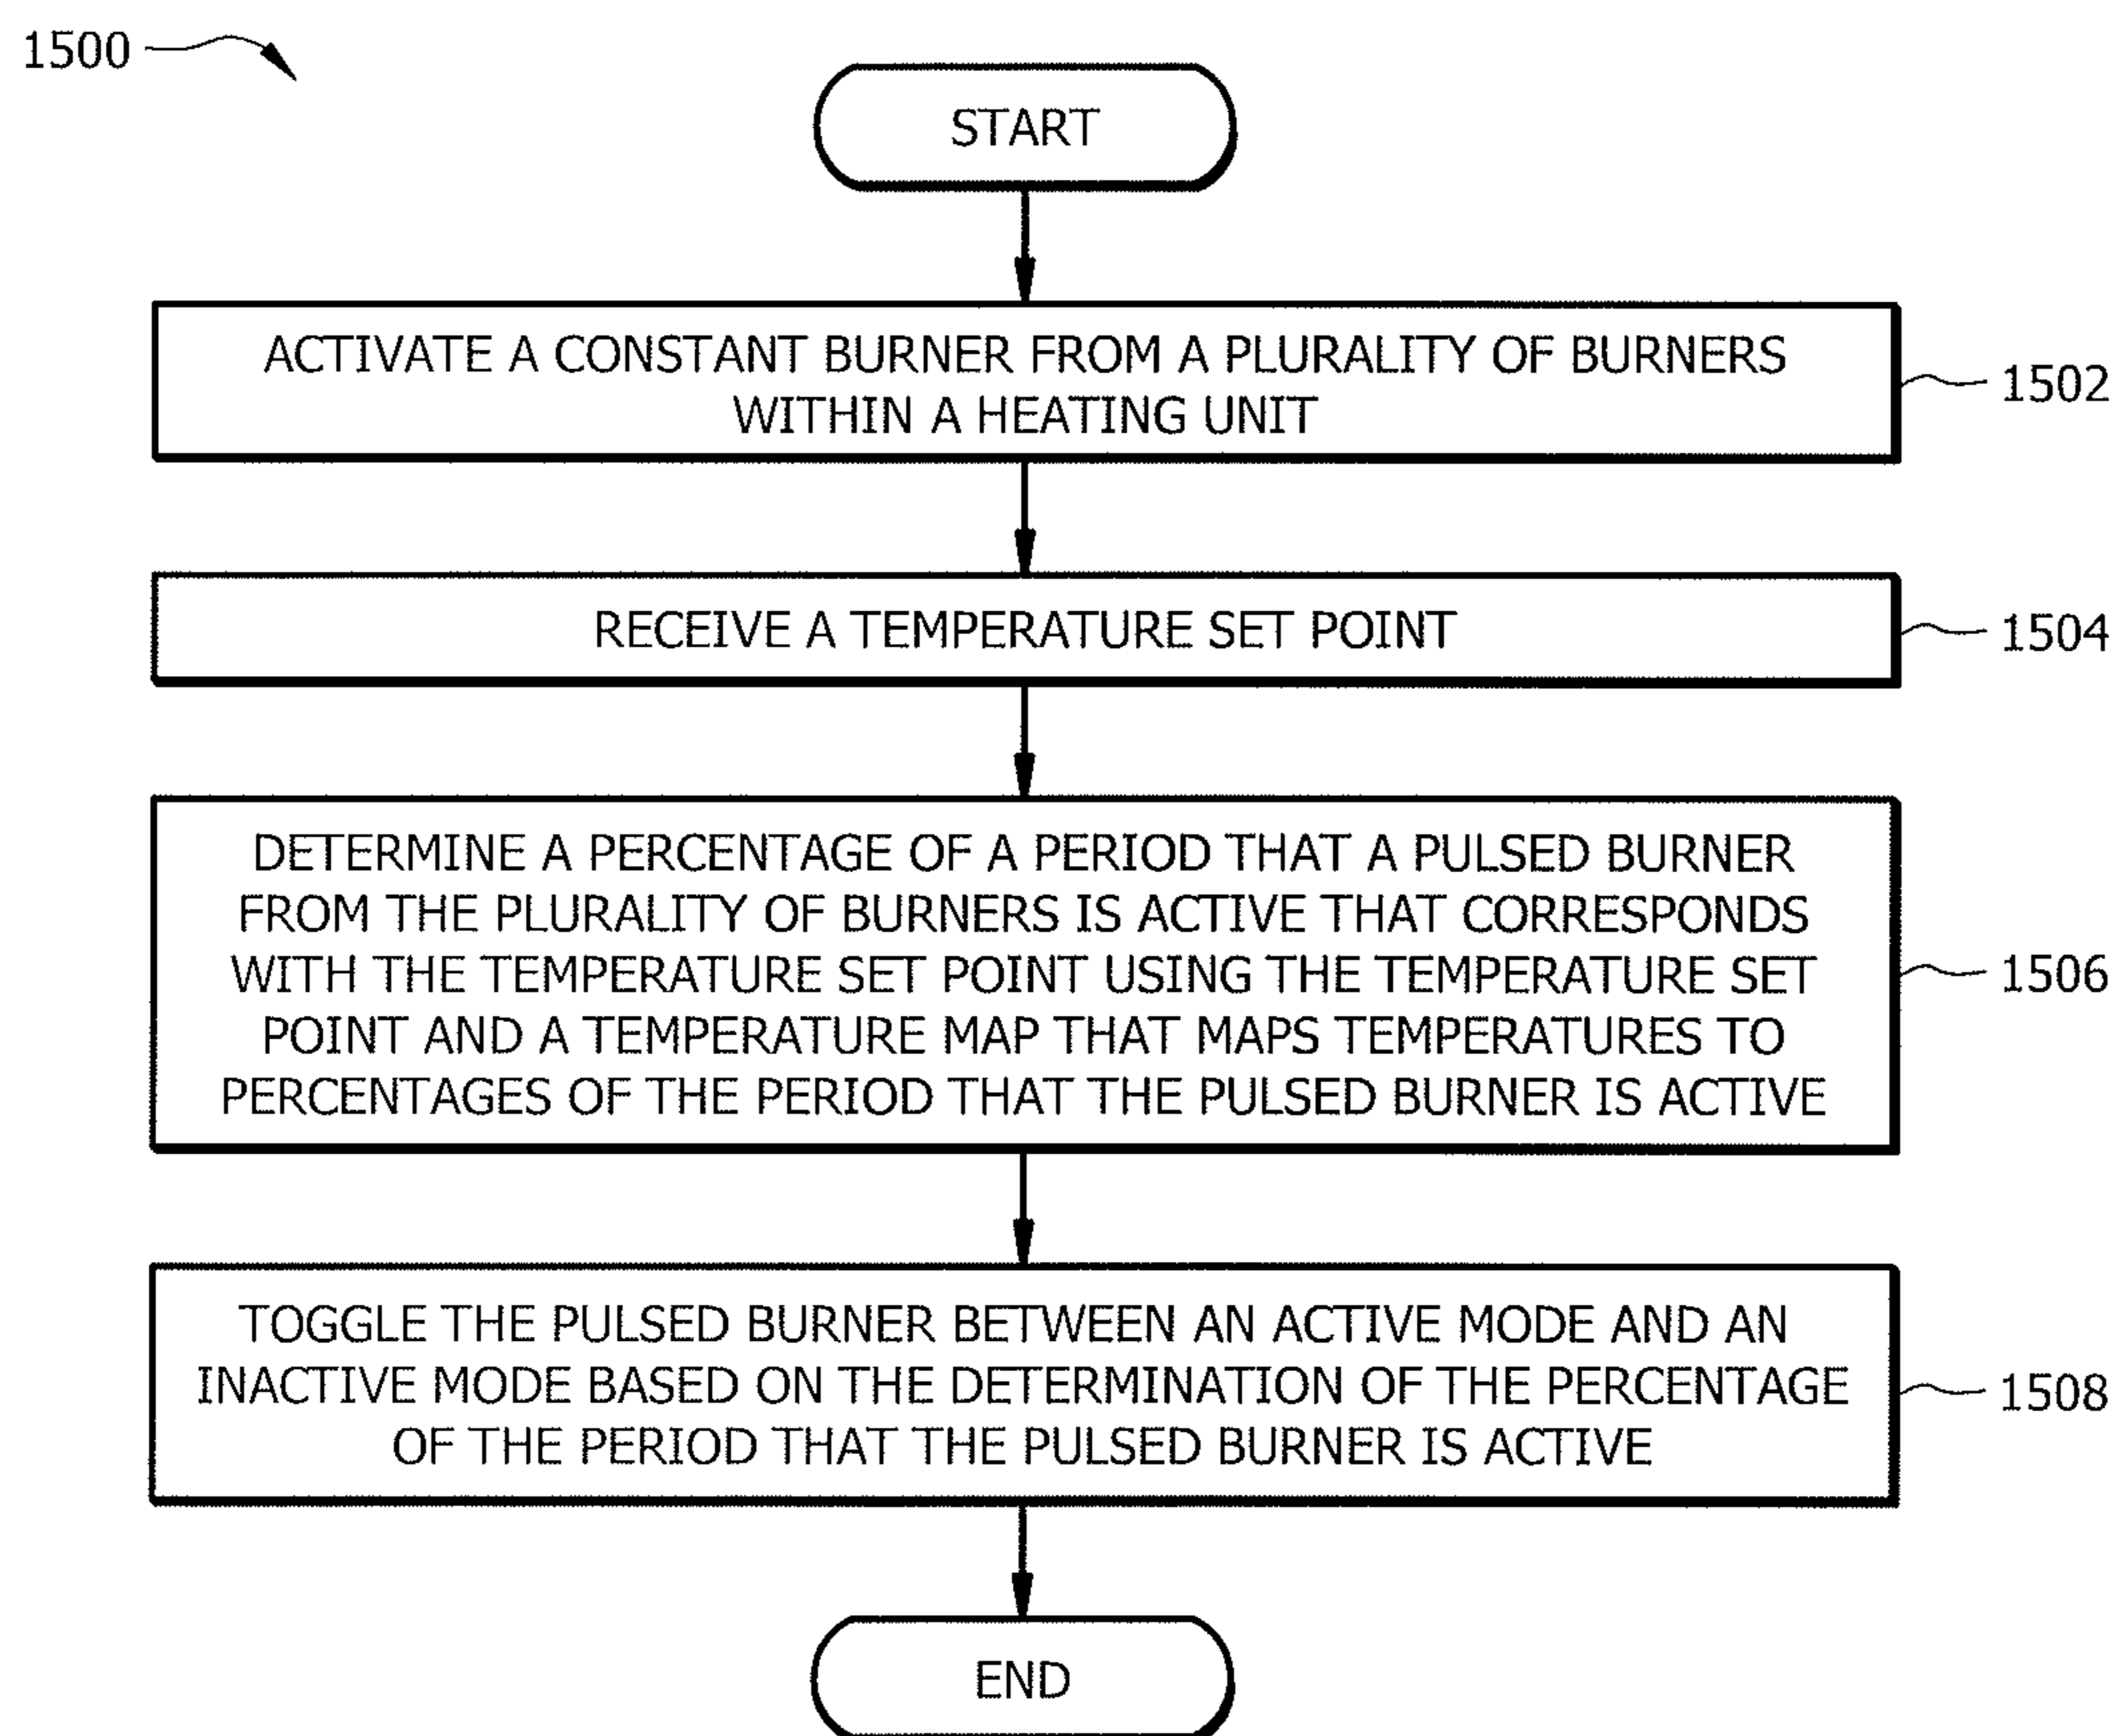 1500
START
ACTIVATE A CONSTANT BURNER FROM A PLURALITY OF BURNERS
WITHIN A HEATING UNIT
1502
RECEIVE A TEMPERATURE SET POINT
1504
DETERMINE A PERCENTAGE OF A PERIOD THAT A PULSED BURNER
FROM THE PLURALITY OF BURNERS IS ACTIVE THAT CORRESPONDS
WITH THE TEMPERATURE SET POINT USING THE TEMPERATURE SET
POINT AND A TEMPERATURE MAP THAT MAPS TEMPERATURES TO
PERCENTAGES OF THE PERIOD THAT THE PULSED BURNER IS ACTIVE
1506
TOGGLE THE PULSED BURNER BETWEEN AN ACTIVE MODE AND AN
INACTIVE MODE BASED ON THE DETERMINATION OF THE PERCENTAGE
OF THE PERIOD THAT THE PULSED BURNER IS ACTIVE
1508
END